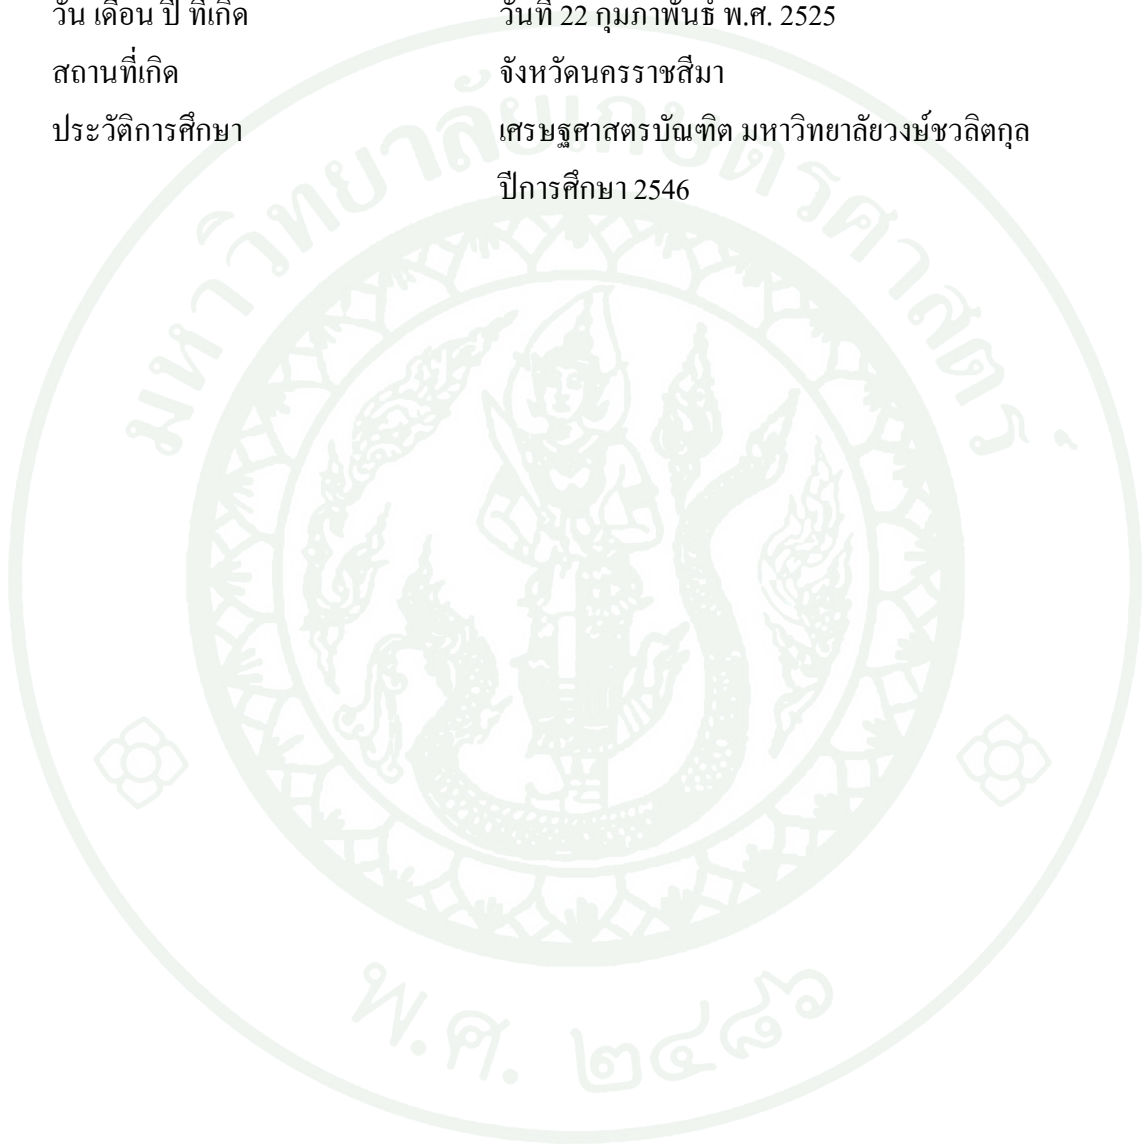 วัน เดือน ปี ที่เกิด วันที่ 22 กุมภาพันธ์ พ.ศ. 2525
สถานที่เกิด จังหวัดนครราชสีมา
ประวัติการศึกษา เศรษฐศาสตรบัณฑิต มหาวิทยาลัยวงษ์ชวลิตกุล
ปีการศึกษา 2546
มหาวิทยาลัยเกษตรศาสตร์
พ.ศ. ๒๔๘๖